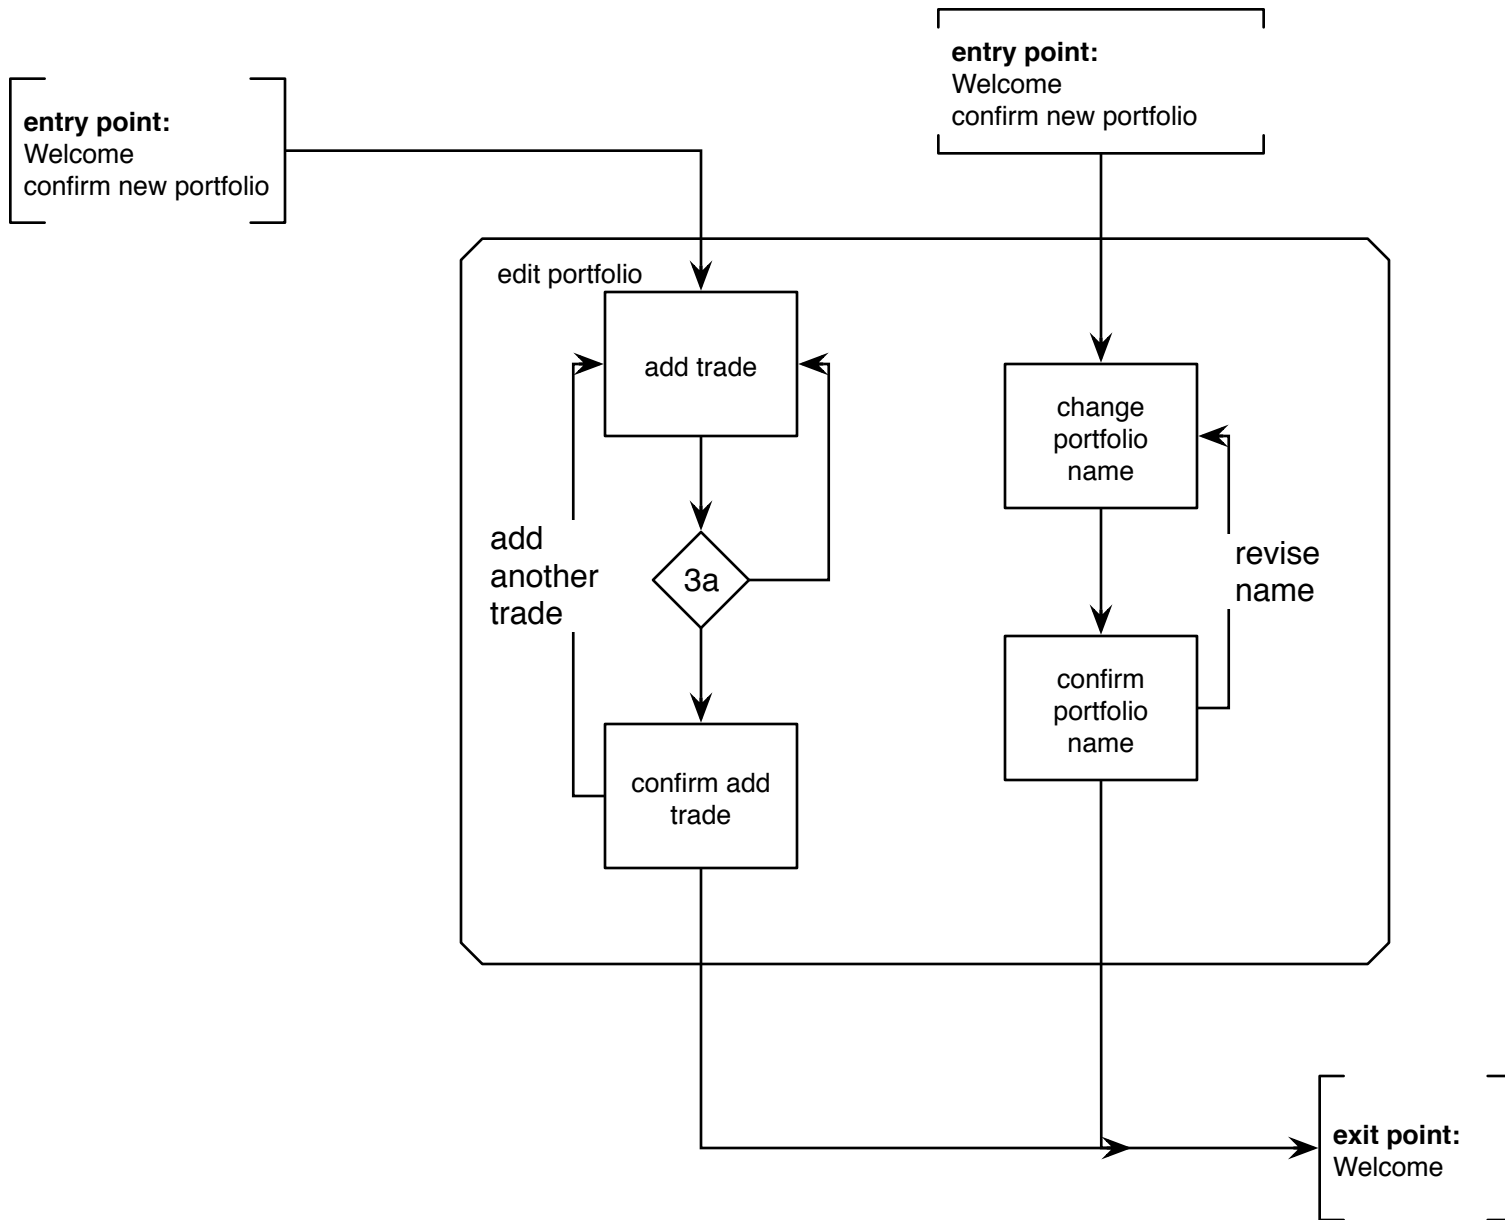 entry point:
Welcome
confirm new portfolio
entry point:
Welcome
confirm new portfolio
edit portfolio
add trade
change
portfolio
name
add
another
trade
3a
revise
name
confirm
portfolio
name
confirm add
trade
exit point:
Welcome